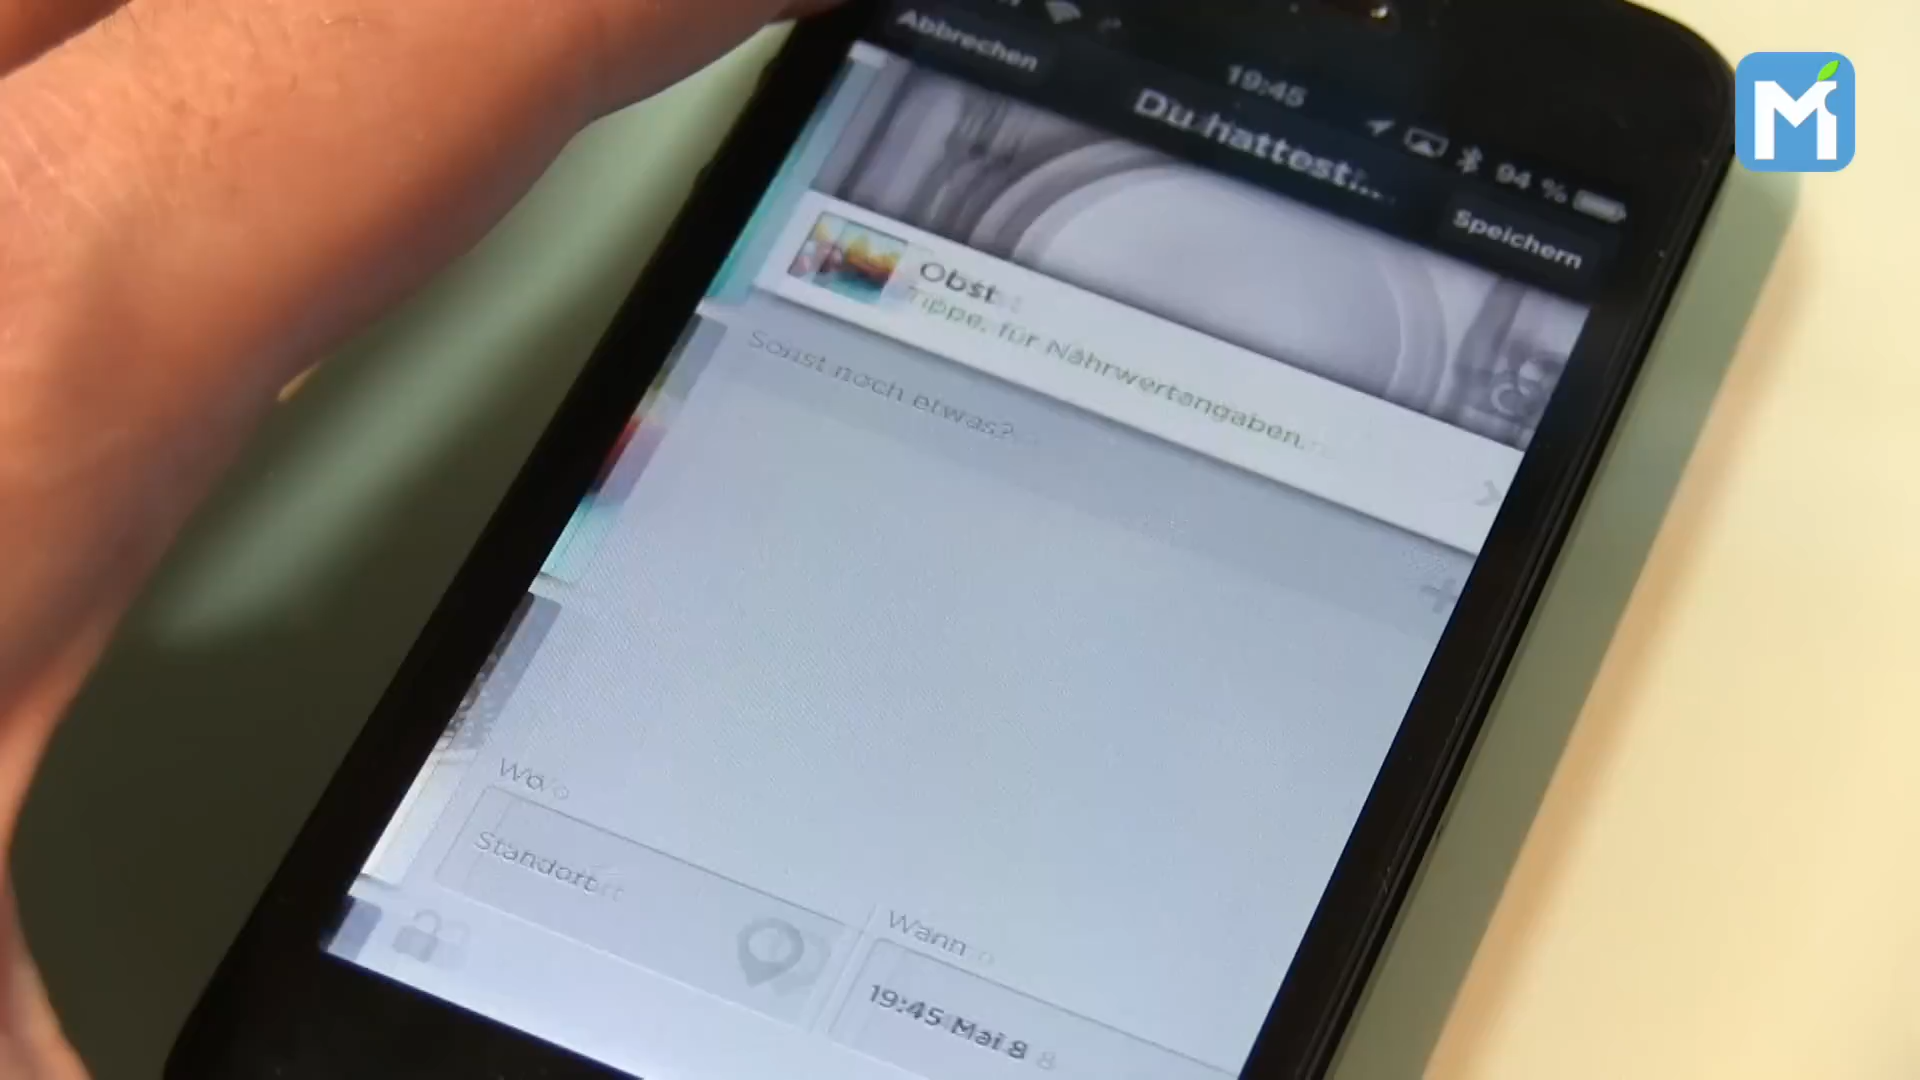 Abbrechen
19:45
94 %
Du hattest...
Speichern
Obst
Tippe, für Nährwertangaben.
Sonst noch etwas?
Wo
Standort
Wann
19:45 Mai 8
M